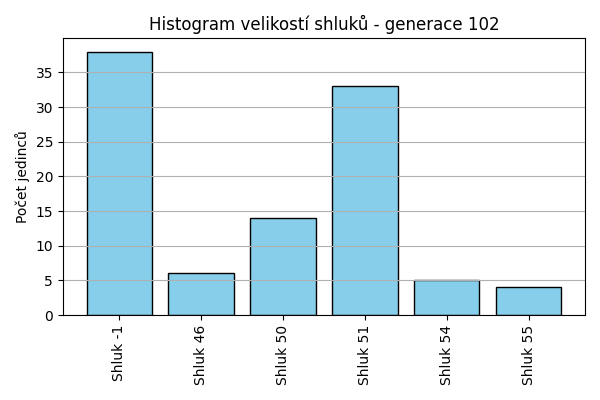 Histogram velikostí shluků - generace 102
Počet jedinců
35
30
25
20
15
10
5
0
Shluk -1
Shluk 46
Shluk 50
Shluk 51
Shluk 54
Shluk 55